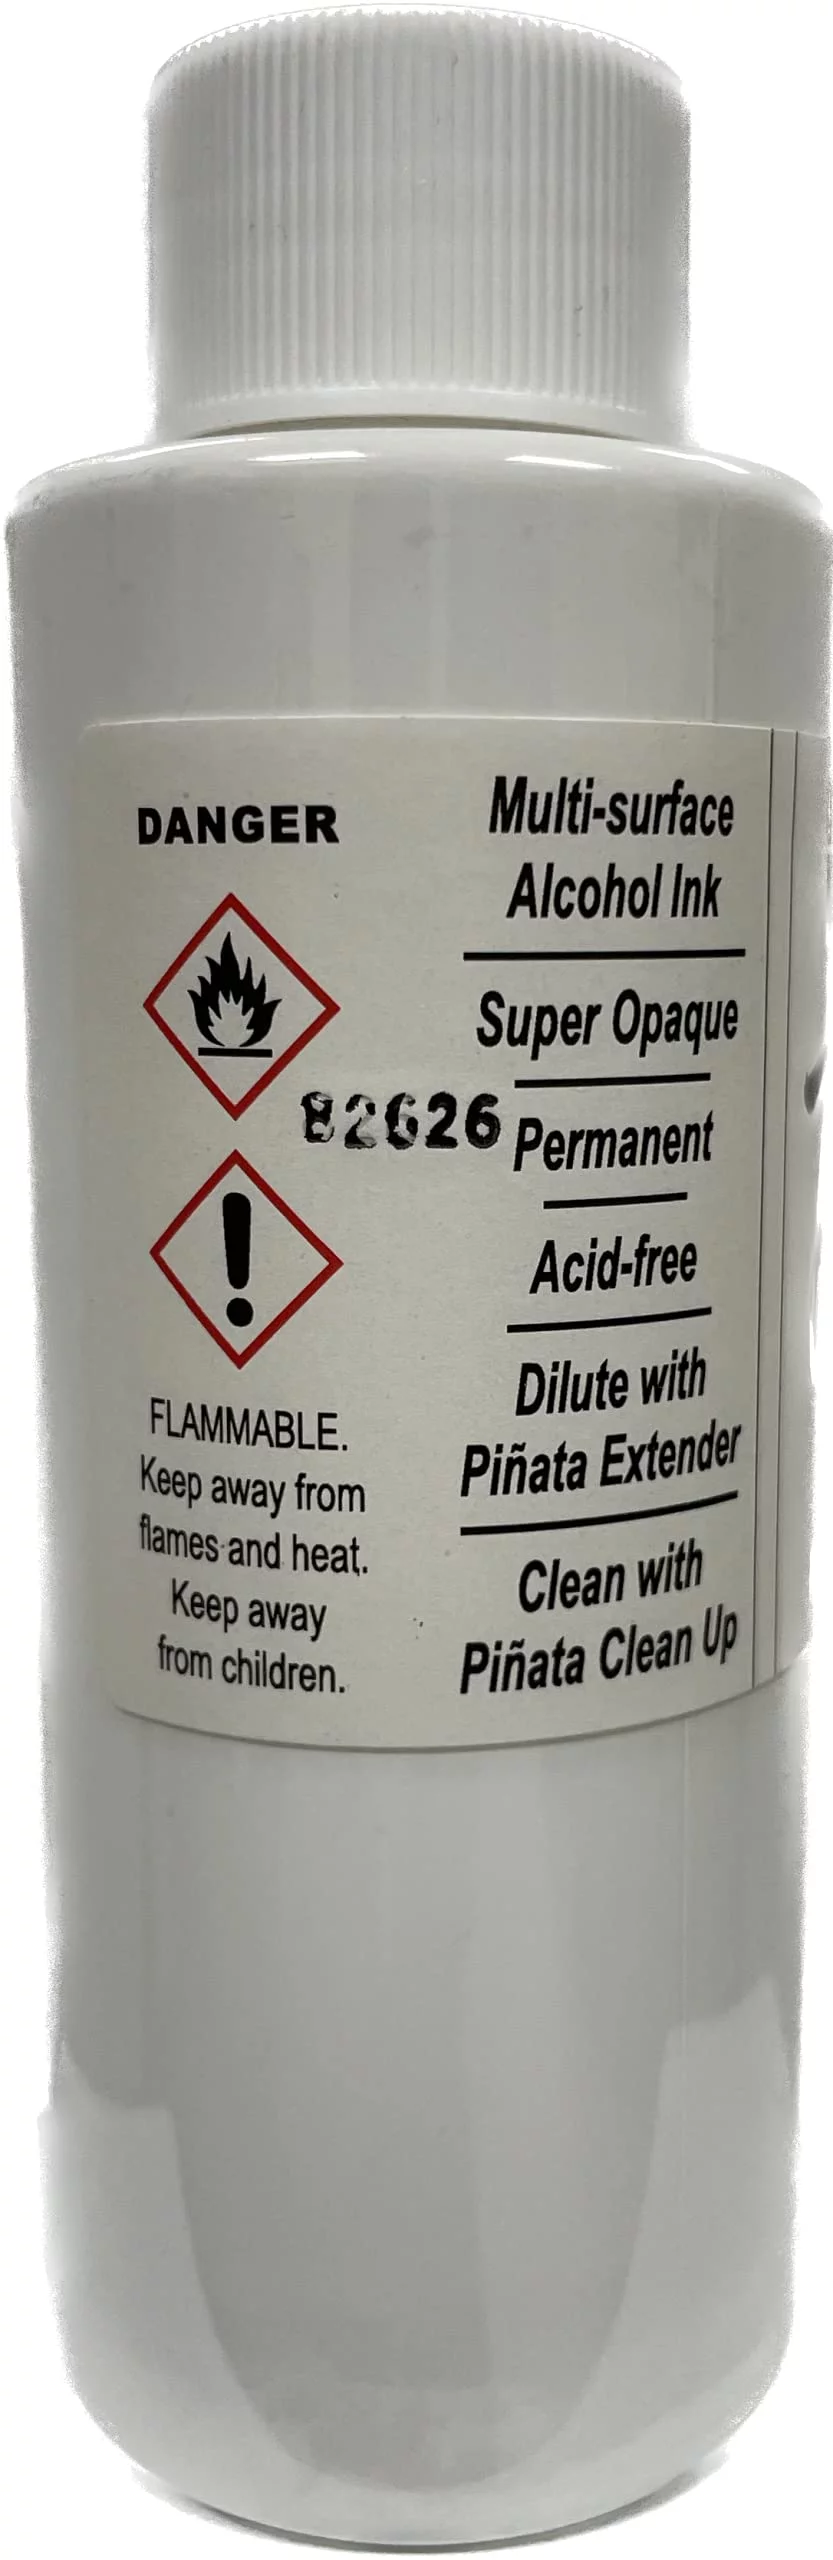 DANGER
FLAMMABLE.
Keep away from
flames and heat.
Keep away
from children.
Multi-surface
Alcohol Ink
Super Opaque
Permanent
Acid-free
Dilute with
Piñata Extender
Clean with
Piñata Clean Up